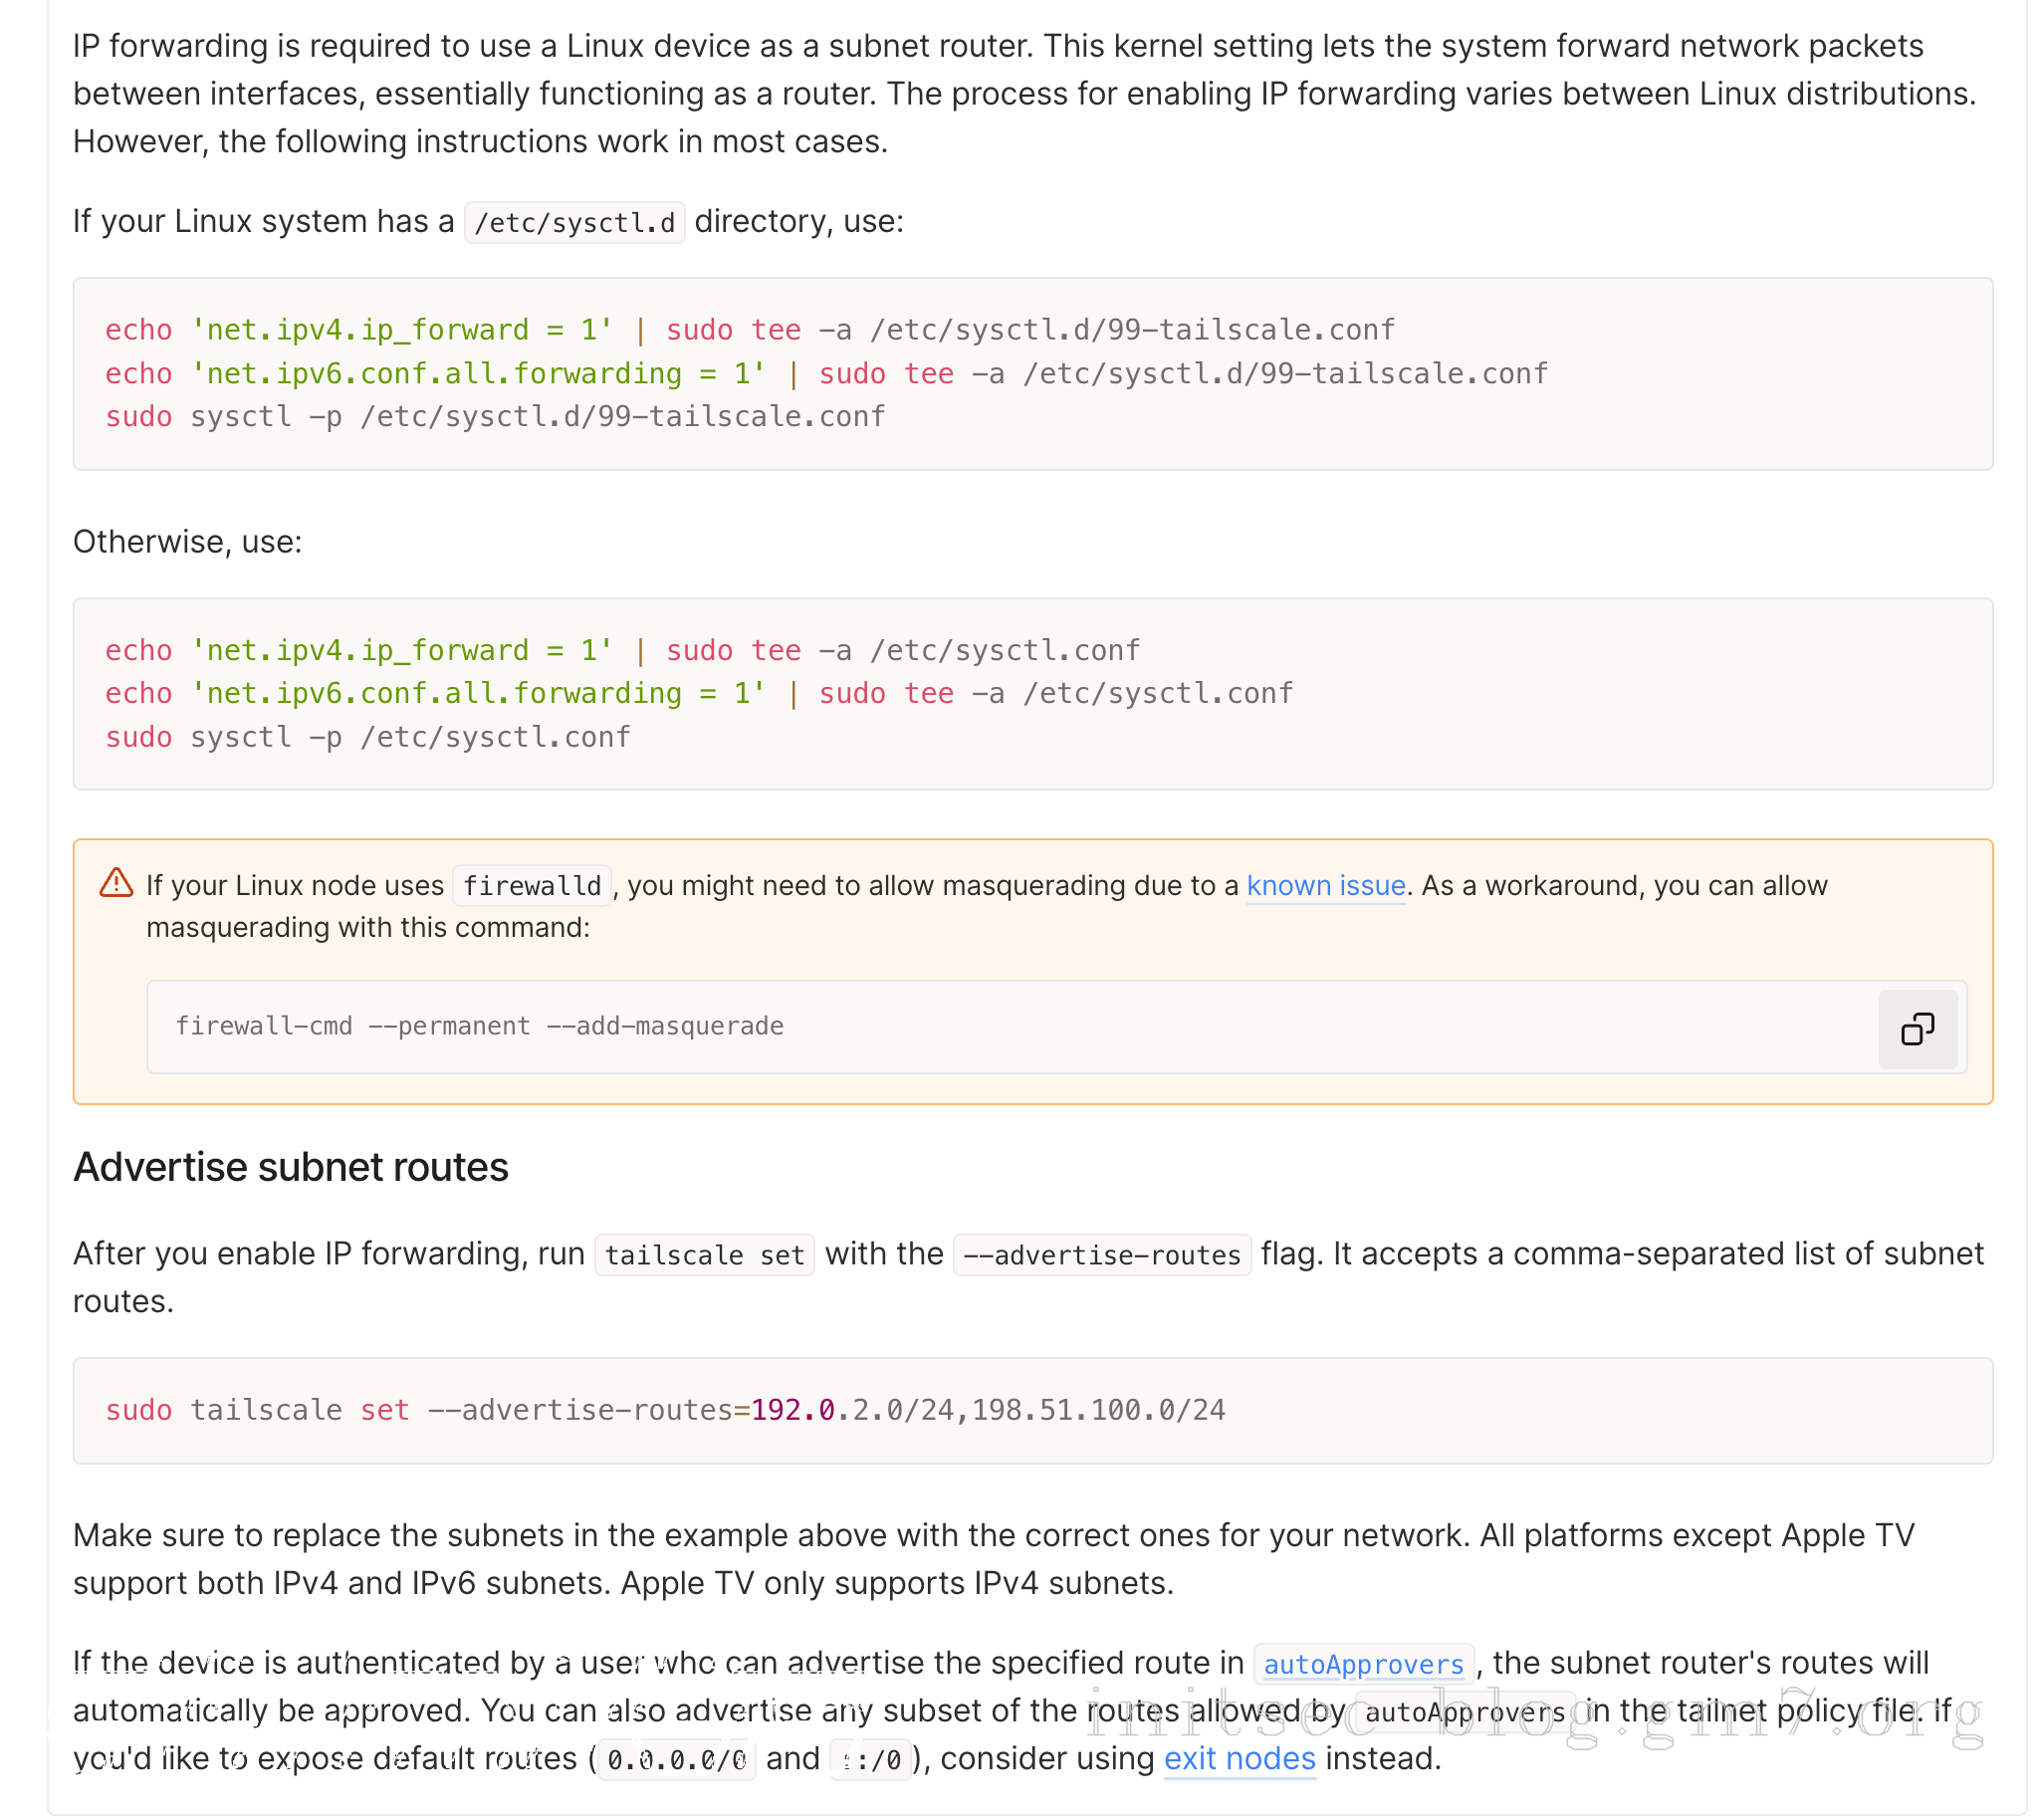 IP forwarding is required to use a Linux device as a subnet router. This kernel setting lets the system forward network packets
between interfaces, essentially functioning as a router. The process for enabling IP forwarding varies between Linux distributions.
However, the following instructions work in most cases.
If your Linux system has a /etc/sysctl.d directory, use:
echo 'net.ipv4.ip_forward = 1' | sudo tee -a /etc/sysctl.d/99-tailscale.conf
echo 'net.ipv6.conf.all.forwarding = 1' | sudo tee -a /etc/sysctl.d/99-tailscale.conf
sudo sysctl -p /etc/sysctl.d/99-tailscale.conf
Otherwise, use:
echo 'net.ipv4.ip_forward = 1' | sudo tee -a /etc/sysctl.conf
echo 'net.ipv6.conf.all.forwarding = 1' | sudo tee -a /etc/sysctl.conf
sudo sysctl -p /etc/sysctl.conf
If your Linux node uses firewalld, you might need to allow masquerading due to a known issue. As a workaround, you can allow
masquerading with this command:
firewall-cmd --permanent --add-masquerade
Advertise subnet routes
After you enable IP forwarding, run tailscale set with the --advertise-routes flag. It accepts a comma-separated list of subnet
routes.
sudo tailscale set --advertise-routes=192.0.2.0/24,198.51.100.0/24
Make sure to replace the subnets in the example above with the correct ones for your network. All platforms except Apple TV
support both IPv4 and IPv6 subnets. Apple TV only supports IPv4 subnets.
If the device is authenticated by a user who can advertise the specified route in autoApprovers, the subnet router's routes will
automatically be approved. You can also advertise any subset of the routes allowed by autoApprovers in the tailnet policy file. If
you'd like to expose default routes (0.0.0.0/0 and ::/0), consider using exit nodes instead.
initsec blog.gm7.org